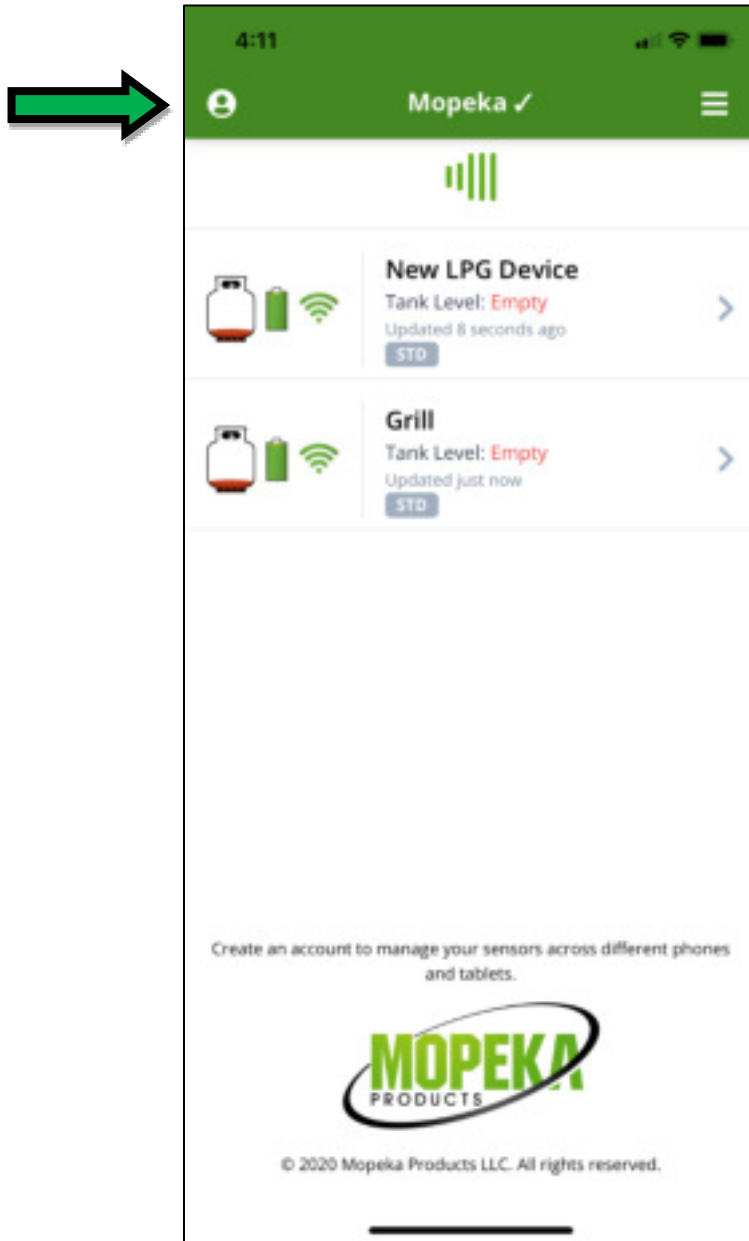 4:11
Mopeka ✓
New LPG Device
Tank Level: Empty
Updated 8 seconds ago
STD
Grill
Tank Level: Empty
Updated just now
STD
Create an account to manage your sensors across different phones
and tablets.
MOPEKA
PRODUCTS
© 2020 Mopeka Products LLC. All rights reserved.